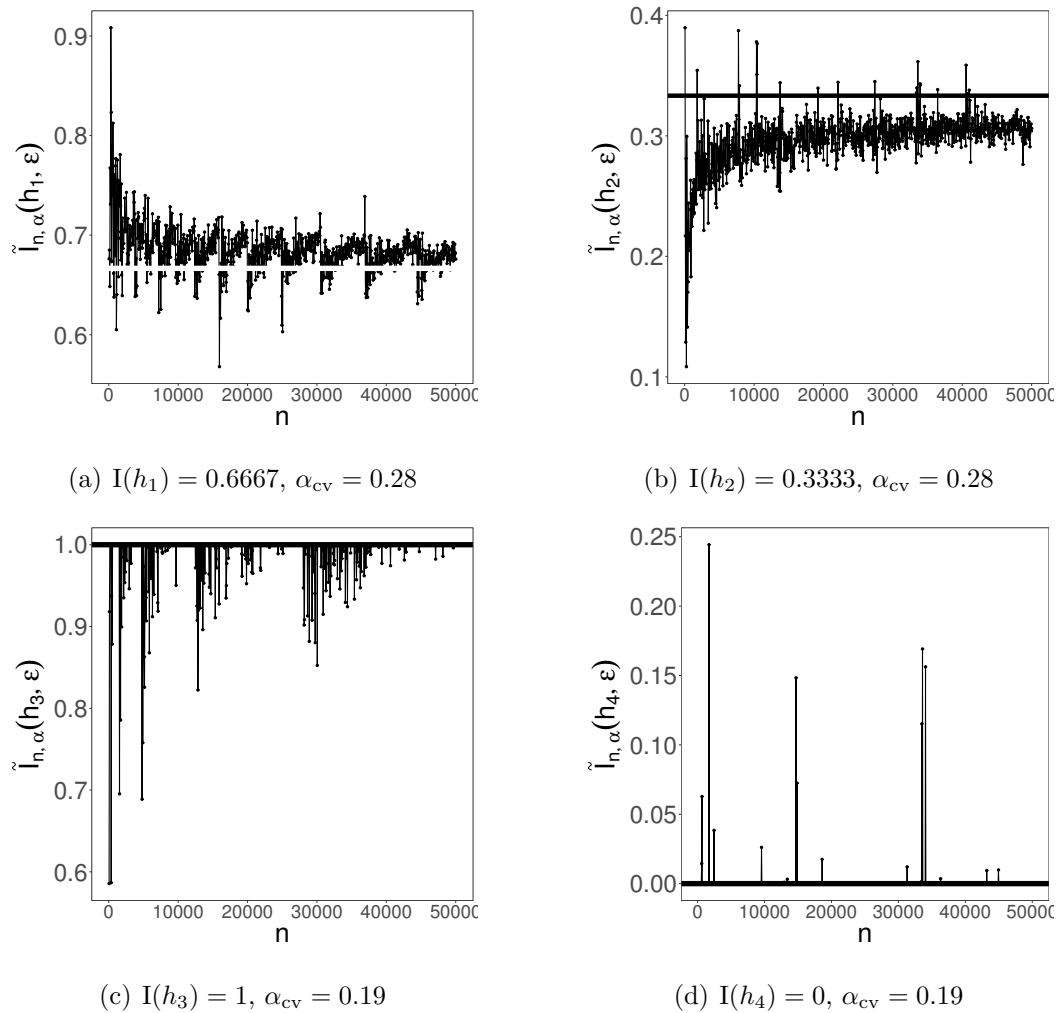 0.9
0.8
0.7
0.6
Ĩn, α(h1, ε)
0 10000 20000 30000 40000 50000
n
(a) I(h1) = 0.6667, αcv = 0.28
0.4
0.3
0.2
0.1
Ĩn, α(h2, ε)
0 10000 20000 30000 40000 50000
n
(b) I(h2) = 0.3333, αcv = 0.28
1.0
0.9
0.8
0.7
0.6
Ĩn, α(h3, ε)
0 10000 20000 30000 40000 50000
n
(c) I(h3) = 1, αcv = 0.19
0.25
0.20
0.15
0.10
0.05
0.00
Ĩn, α(h4, ε)
0 10000 20000 30000 40000 50000
n
(d) I(h4) = 0, αcv = 0.19